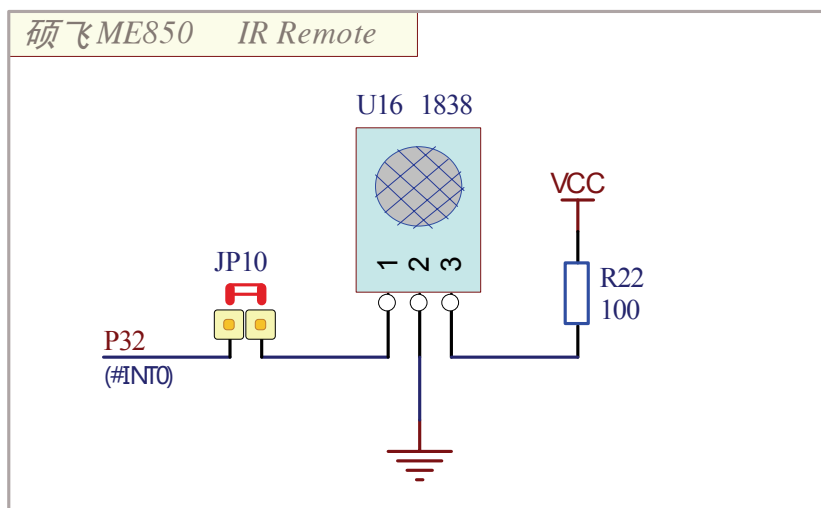 硕飞ME850 IR Remote
U16 1838
VCC
1 2 3
JP10
R22
100
P32
(#INT0)